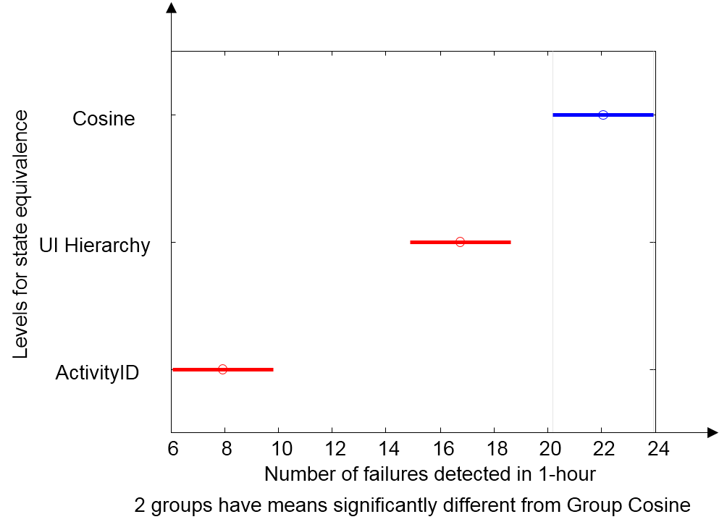 Levels for state equivalence
Cosine
UI Hierarchy
ActivityID
6 8 10 12 14 16 18 20 22 24
Number of failures detected in 1-hour
2 groups have means significantly different from Group Cosine